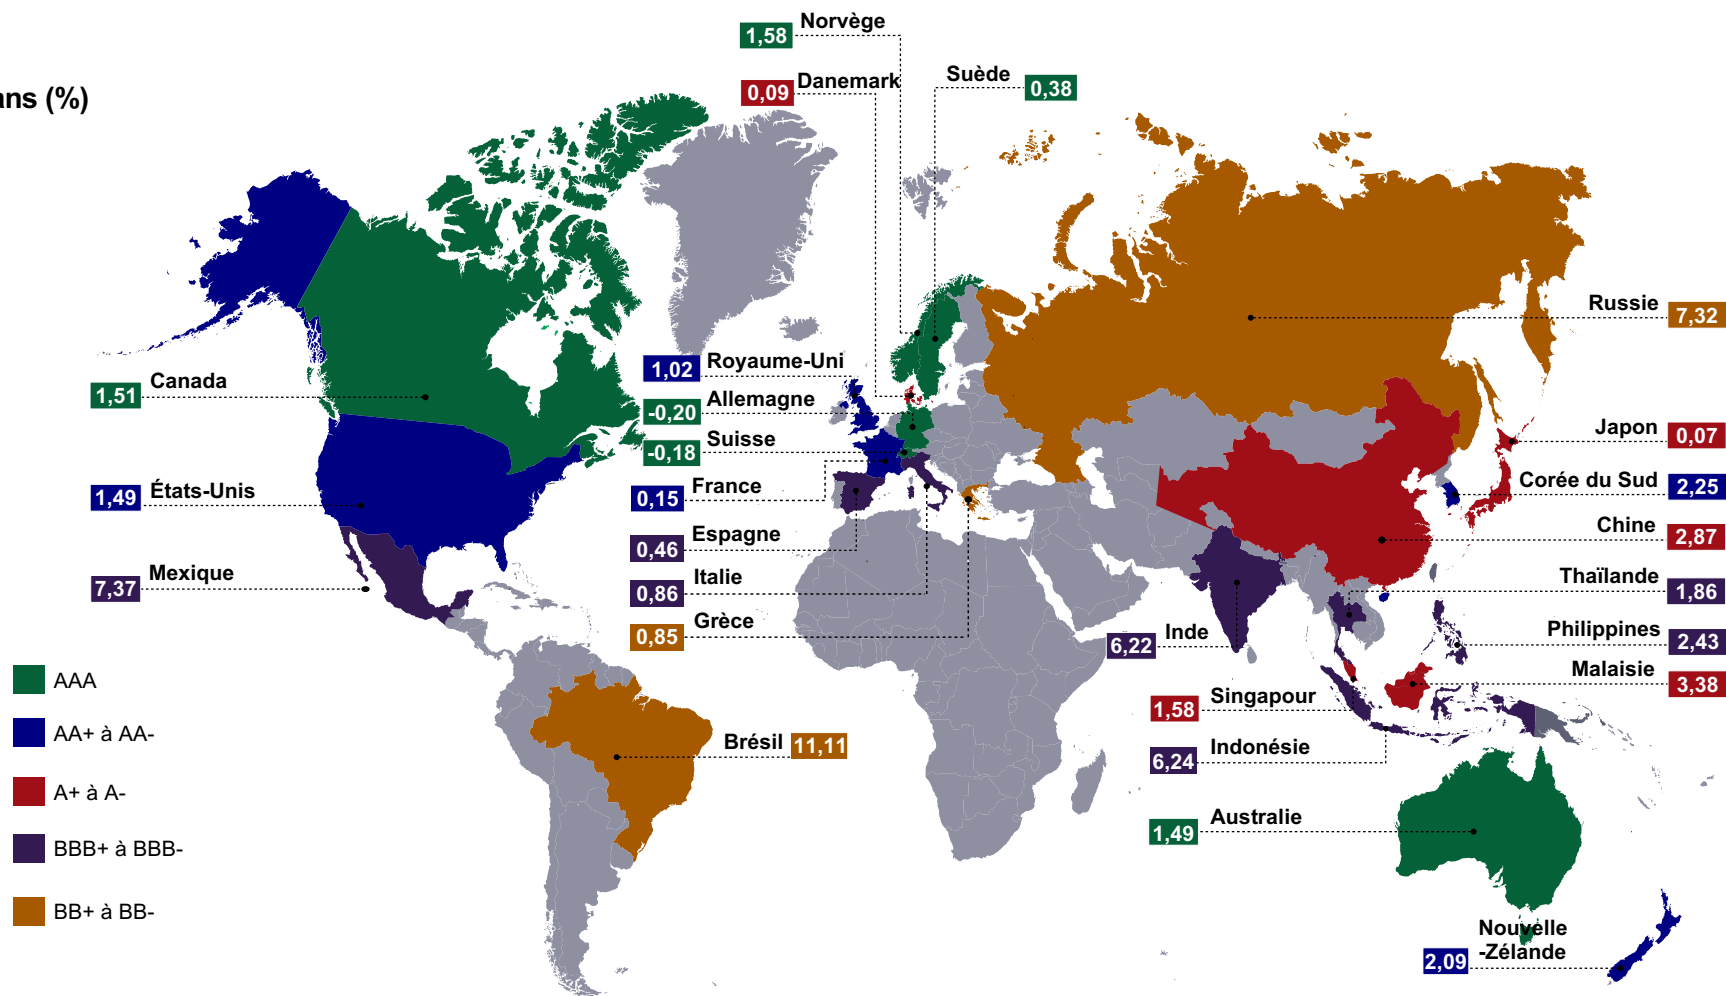 ans (%)
Norvège
1,58
Danemark
0,09
Suède
0,38
Russie
7,32
Royaume-Uni
1,02
Canada
1,51
Allemagne
-0,20
Suisse
-0,18
Japon
0,07
États-Unis
1,49
France
0,15
Corée du Sud
2,25
Espagne
0,46
Chine
2,87
Mexique
7,37
Italie
0,86
Thaïlande
1,86
Grèce
0,85
Inde
6,22
Philippines
2,43
Malaisie
3,38
Singapour
1,58
Indonésie
6,24
Brésil
11,11
Australie
1,49
Nouvelle
-Zélande
2,09
AAA
AA+ à AA-
A+ à A-
BBB+ à BBB-
BB+ à BB-